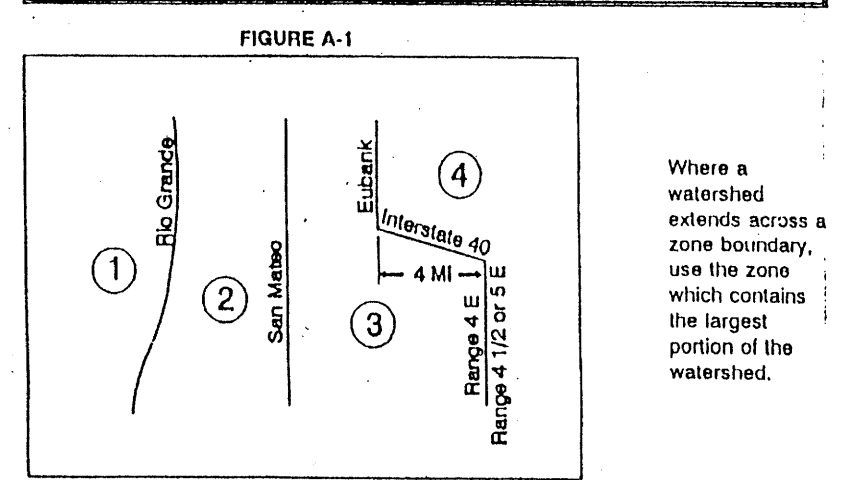 FIGURE A-1
Rio Grande
San Mateo
Eubank
Interstate 40
4 MI
Range 4 E
Range 4 1/2 or 5 E
1
2
3
4
Where a
watershed
extends across a
zone boundary,
use the zone
which contains
the largest
portion of the
watershed.